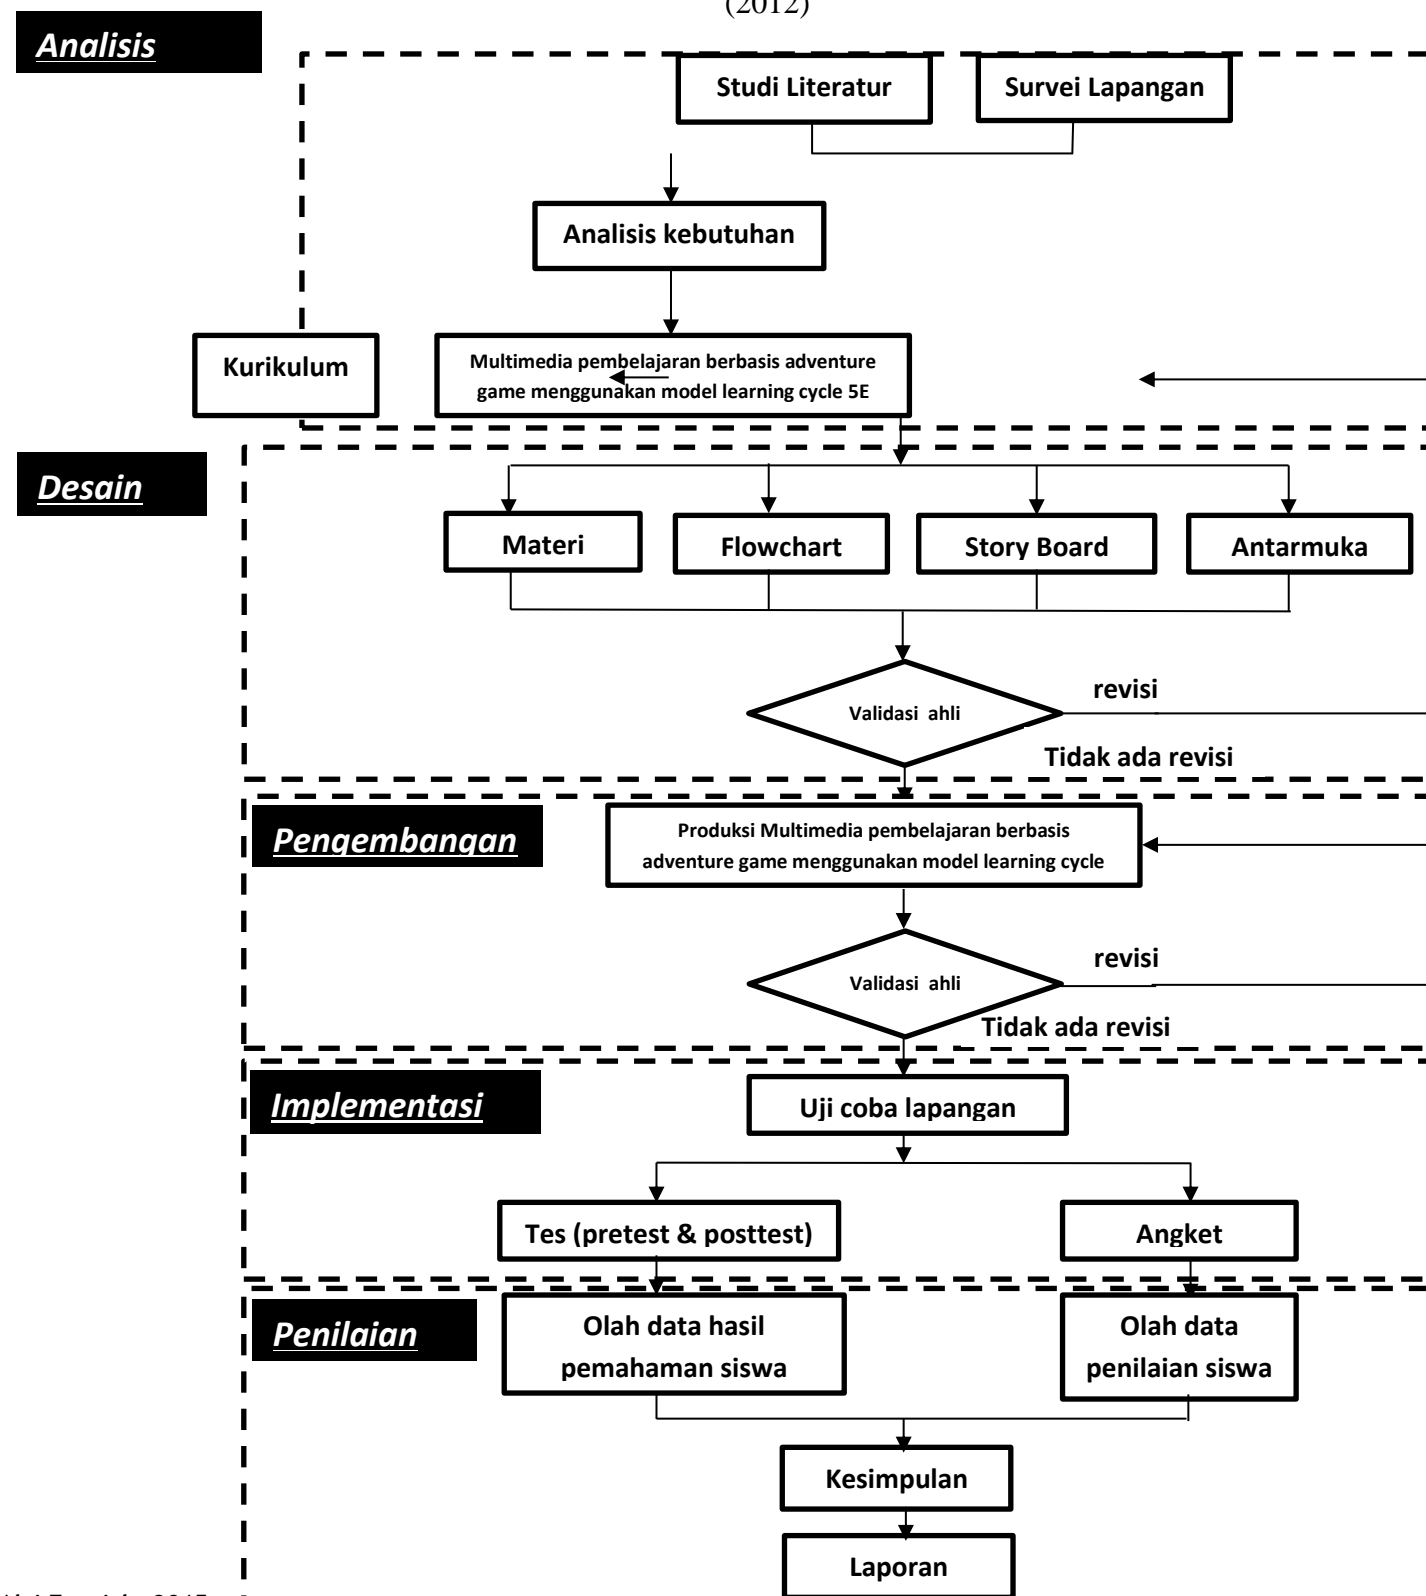 (2012)
Analisis
Studi Literatur
Survei Lapangan
Analisis kebutuhan
Kurikulum
Multimedia pembelajaran berbasis adventure
game menggunakan model learning cycle 5E
Desain
Materi
Flowchart
Story Board
Antarmuka
Validasi ahli
revisi
Tidak ada revisi
Pengembangan
Produksi Multimedia pembelajaran berbasis
adventure game menggunakan model learning cycle
Validasi ahli
revisi
Tidak ada revisi
Implementasi
Uji coba lapangan
Tes (pretest & posttest)
Angket
Penilaian
Olah data hasil
pemahaman siswa
Olah data
penilaian siswa
Kesimpulan
Laporan